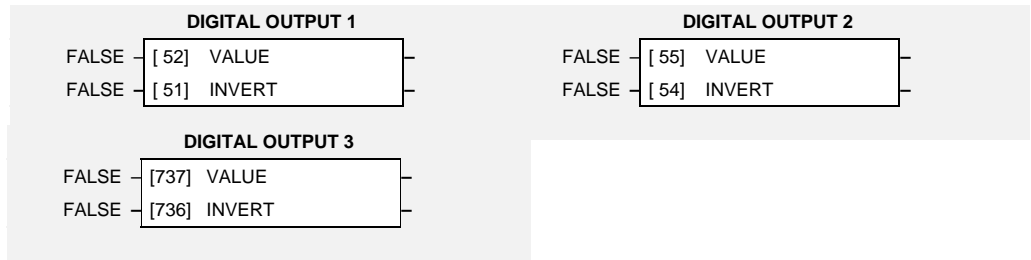 DIGITAL OUTPUT 1
FALSE [ 52] VALUE
FALSE [ 51] INVERT
DIGITAL OUTPUT 2
FALSE [ 55] VALUE
FALSE [ 54] INVERT
DIGITAL OUTPUT 3
FALSE [737] VALUE
FALSE [736] INVERT